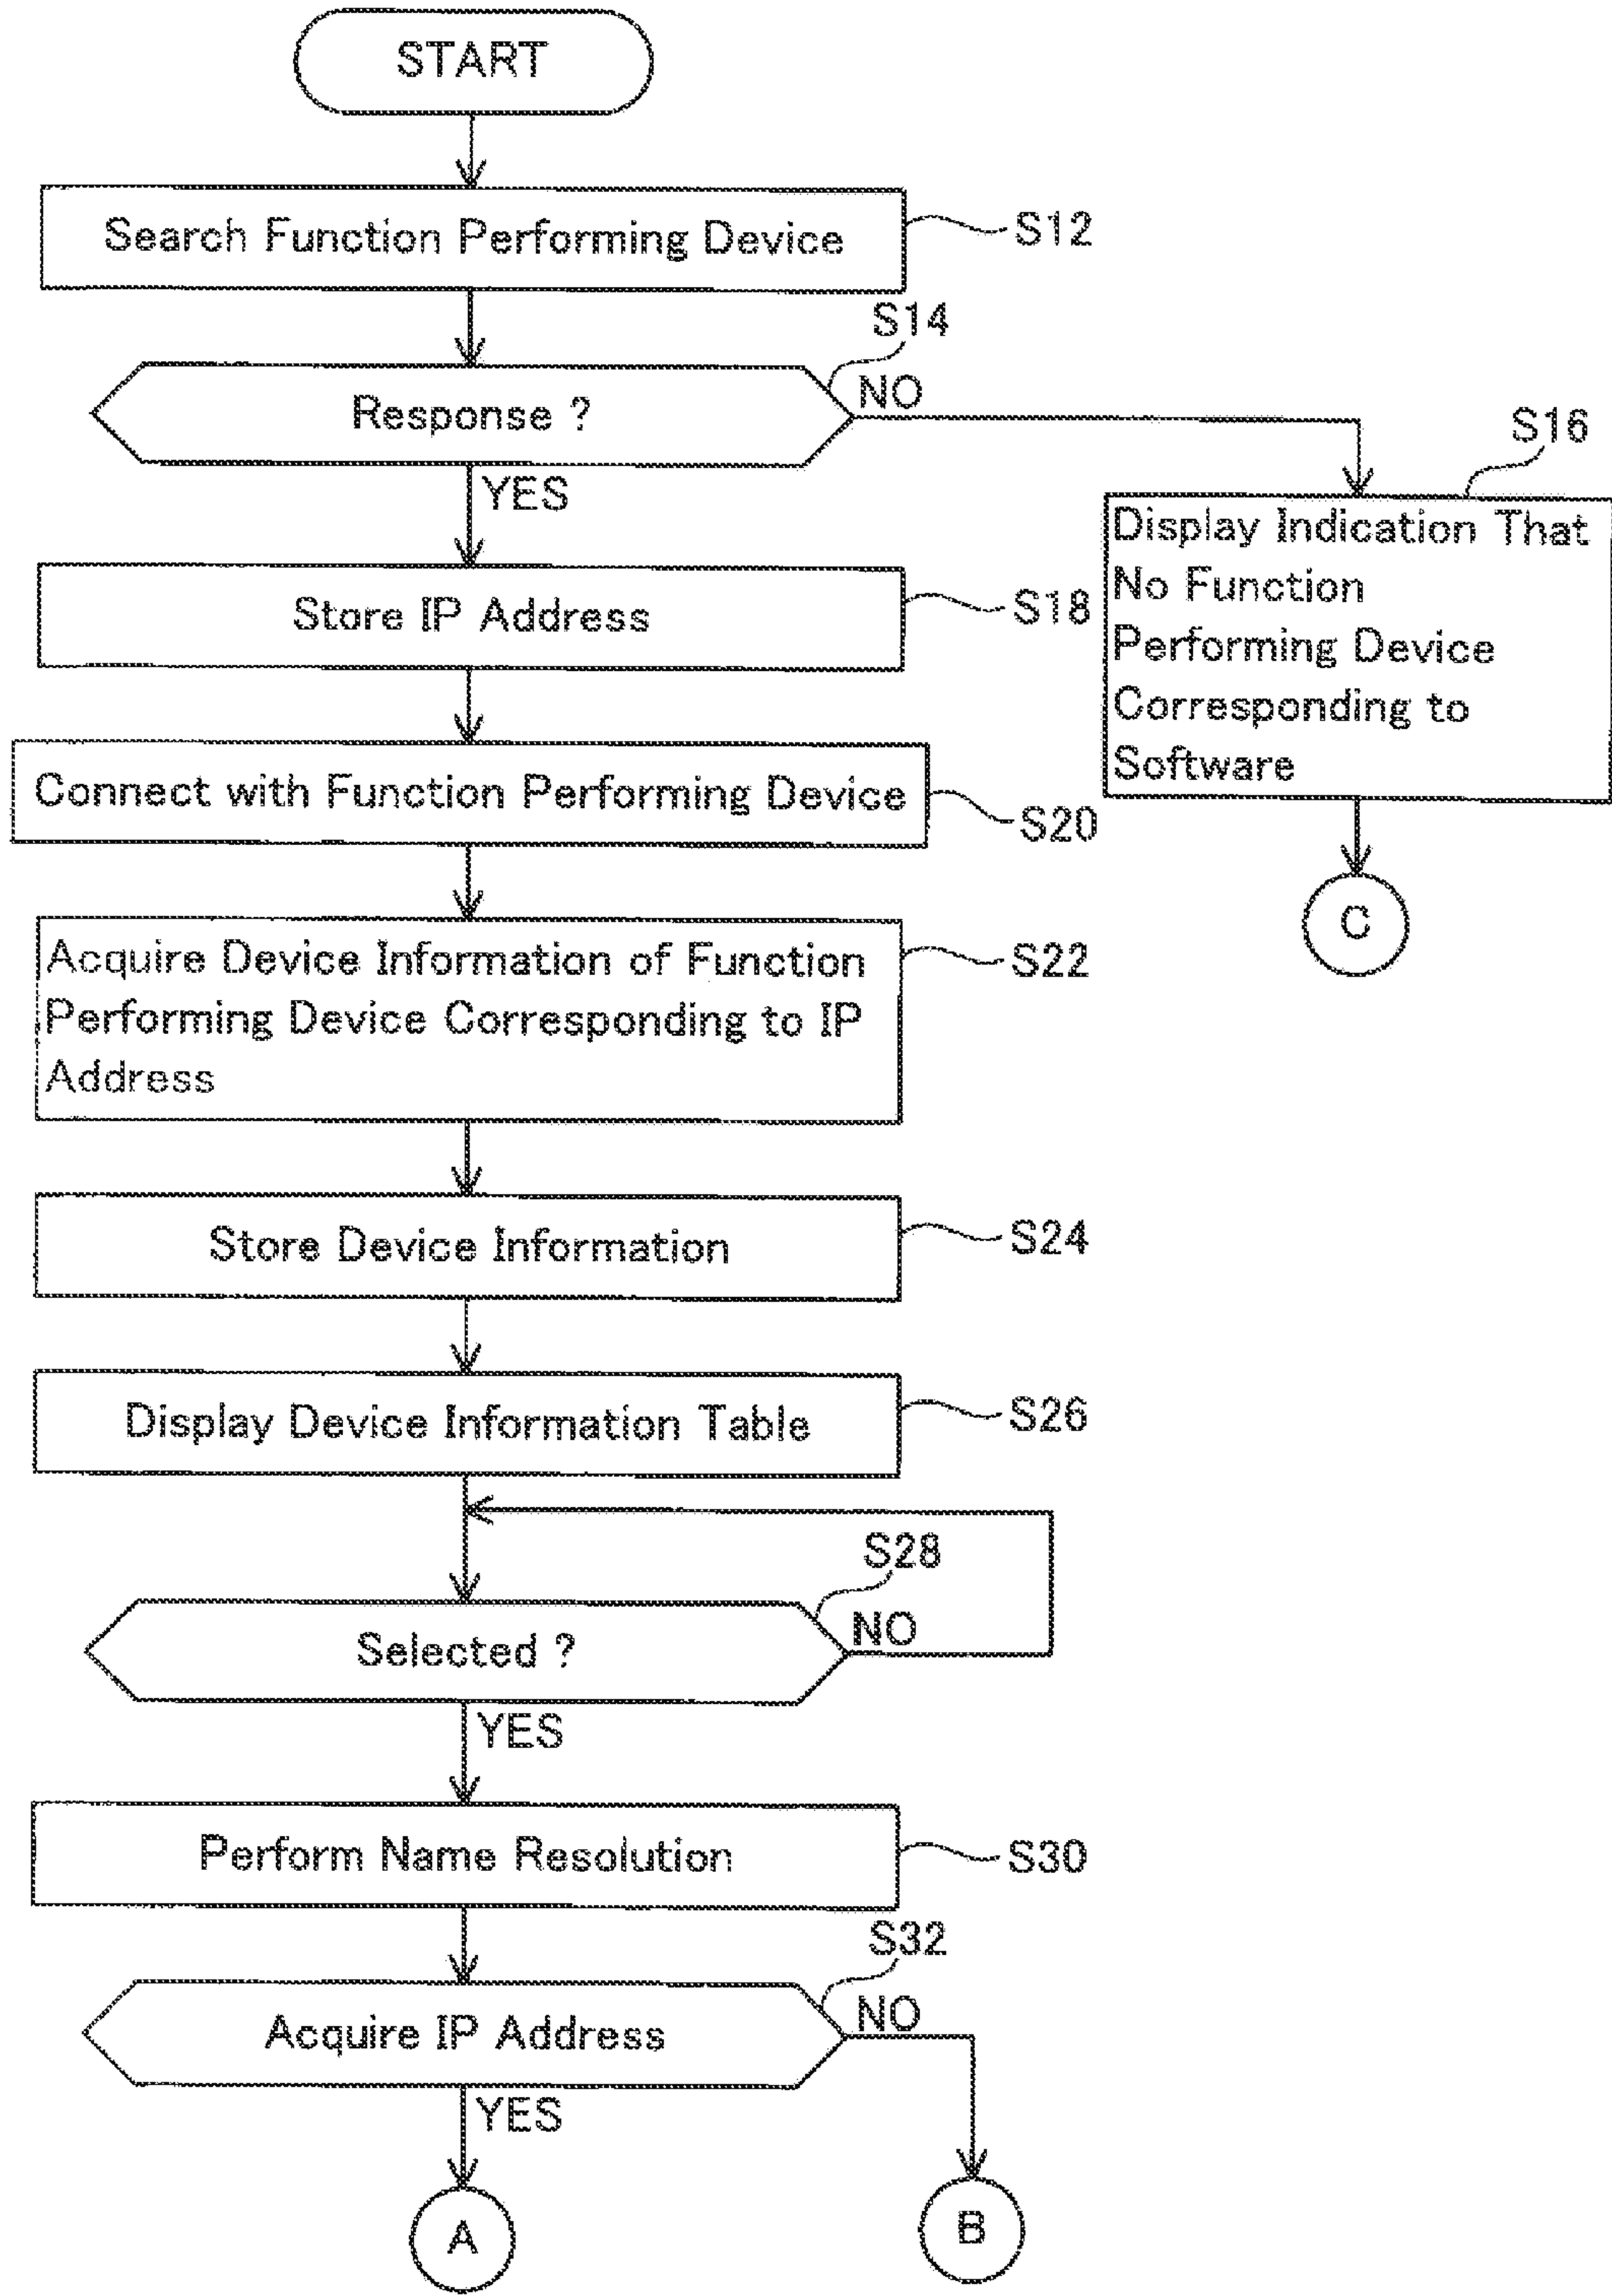 START
Search Function Performing Device
S12
S14
Response ?
NO
YES
S16
Display Indication That
No Function
Performing Device
Corresponding to
Software
C
Store IP Address
S18
Connect with Function Performing Device
S20
Acquire Device Information of Function
Performing Device Corresponding to IP
Address
S22
Store Device Information
S24
Display Device Information Table
S26
S28
Selected ?
NO
YES
Perform Name Resolution
S30
S32
Acquire IP Address
NO
YES
A
B